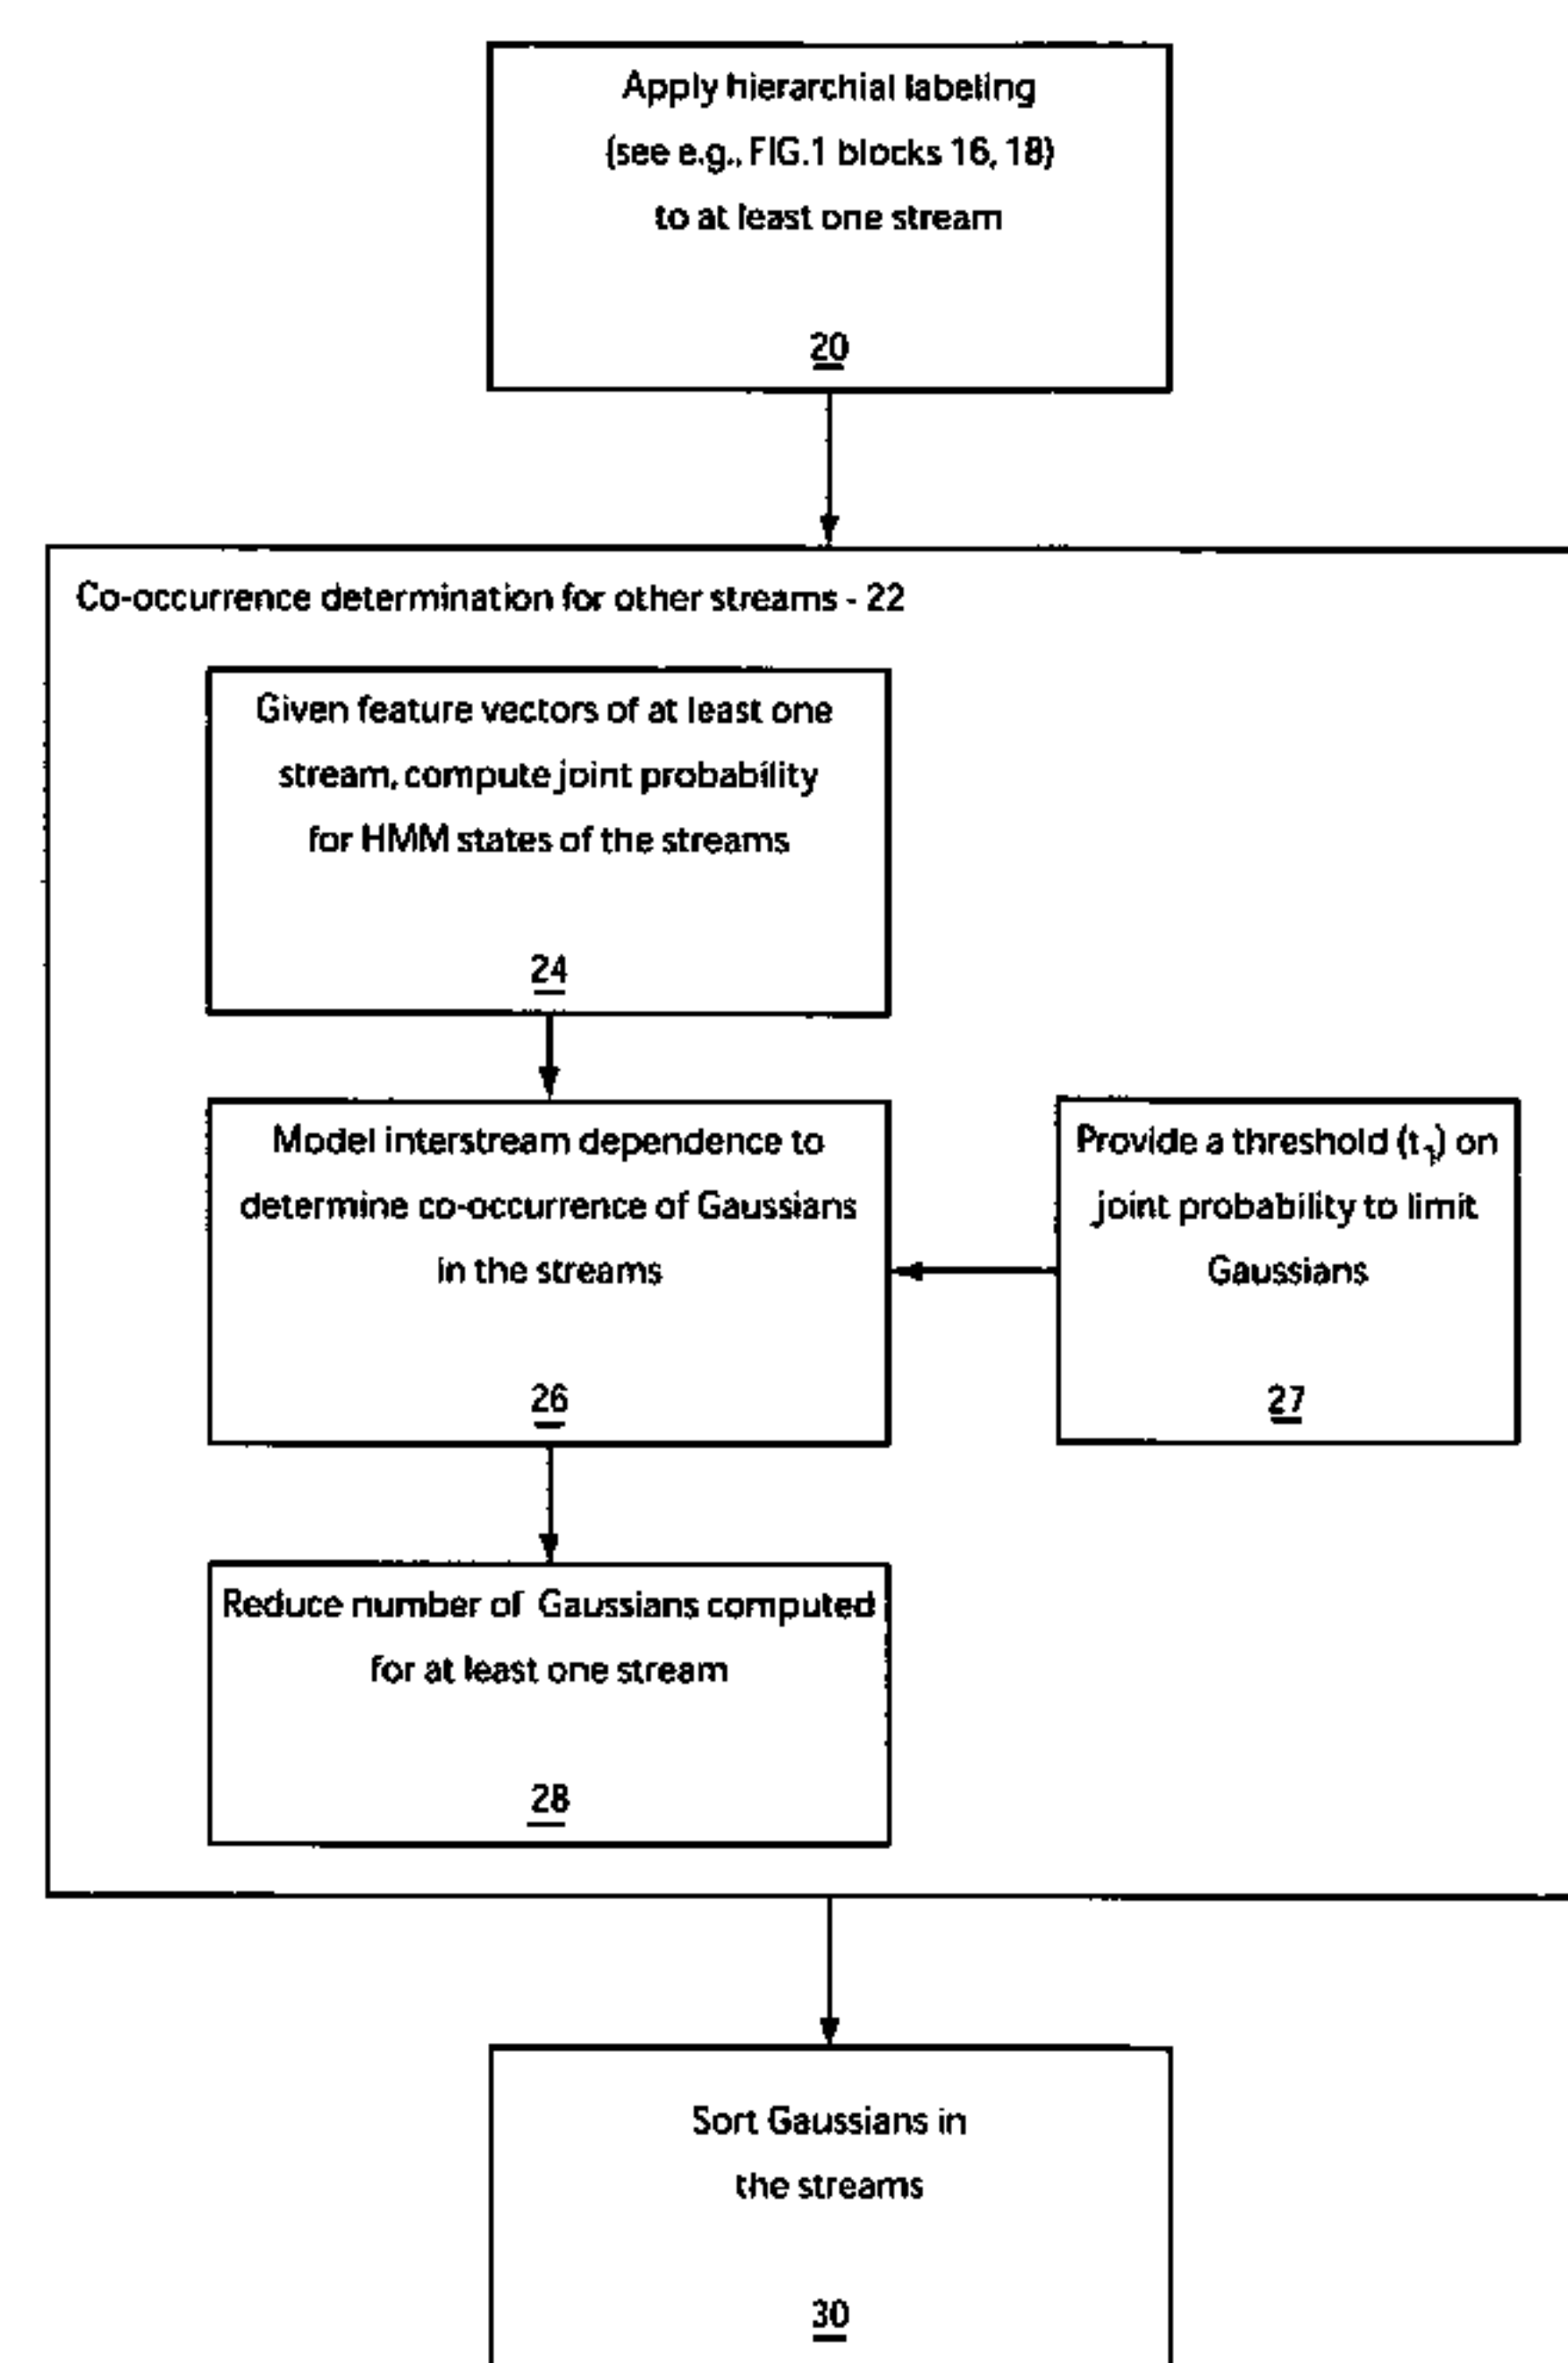 Apply hierarchial labeling
(see e.g., FIG.1 blocks 16, 18)
to at least one stream
20
Co-occurrence determination for other streams - 22
Given feature vectors of at least one
stream, compute joint probability
for HMM states of the streams
24
Model interstream dependence to
determine co-occurrence of Gaussians
in the streams
26
Provide a threshold (t1) on
joint probability to limit
Gaussians
27
Reduce number of Gaussians computed
for at least one stream
28
Sort Gaussians in
the streams
30